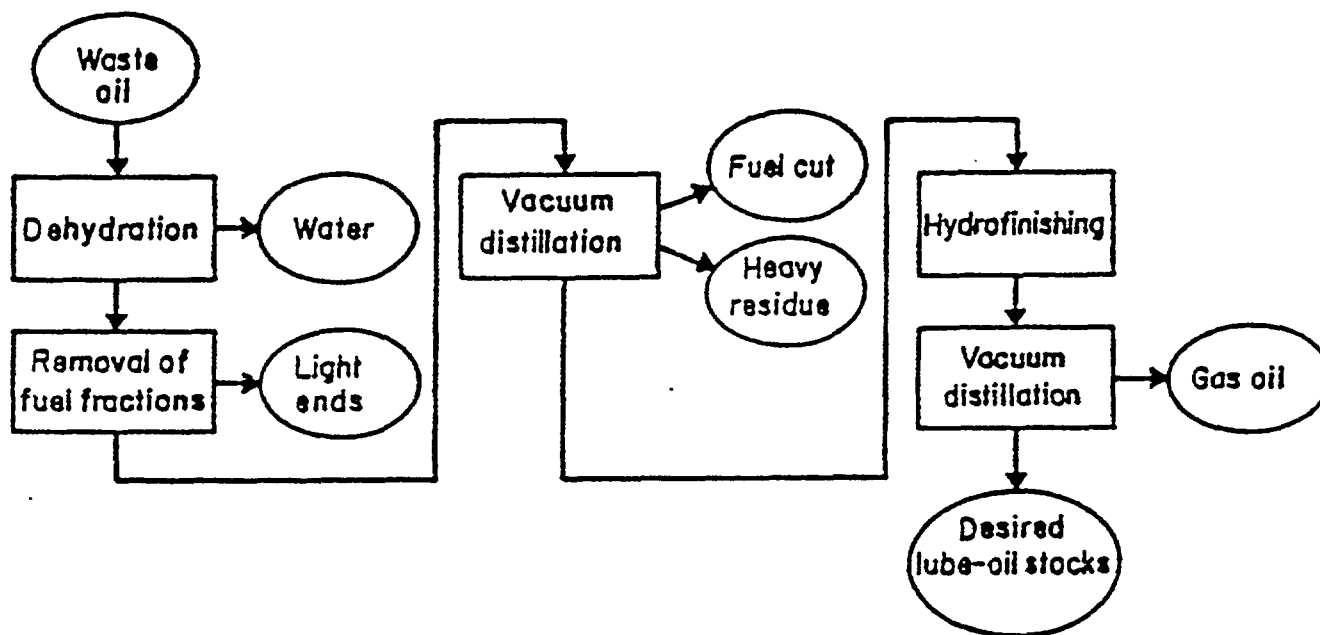 Waste
oil
Dehydration
Water
Removal of
fuel fractions
Light
ends
Vacuum
distillation
Fuel cut
Heavy
residue
Hydrofinishing
Vacuum
distillation
Gas oil
Desired
lube-oil stocks